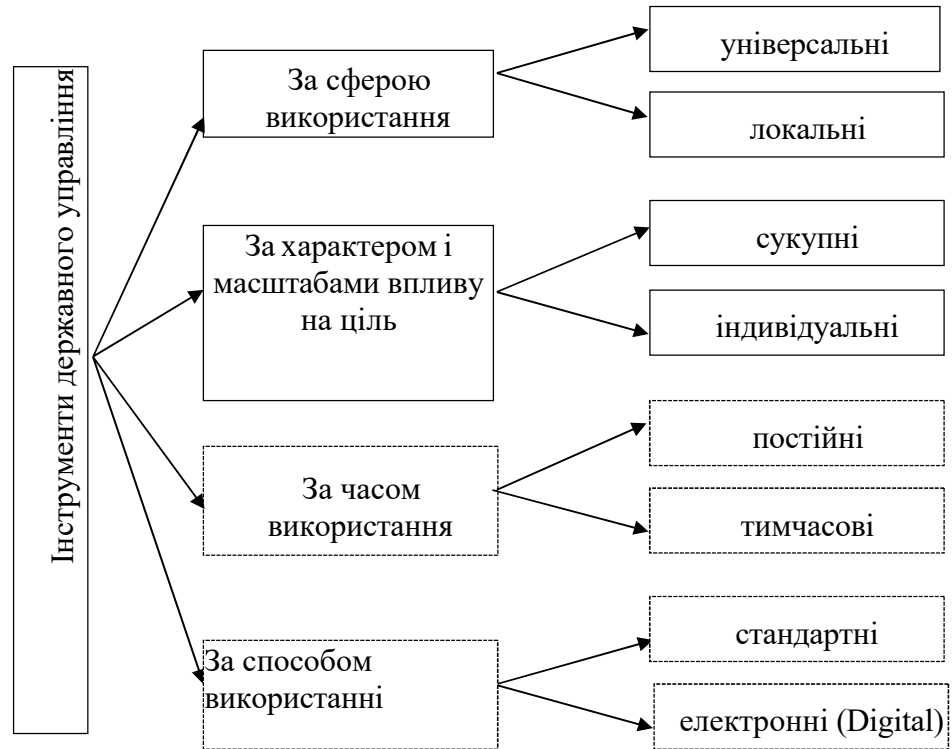 Інструменти державного управління
За сферою
використання
універсальні
локальні
За характером і
масштабами впливу
на ціль
сукупні
індивідуальні
За часом
використання
постійні
тимчасові
За способом
використанні
стандартні
електронні (Digital)